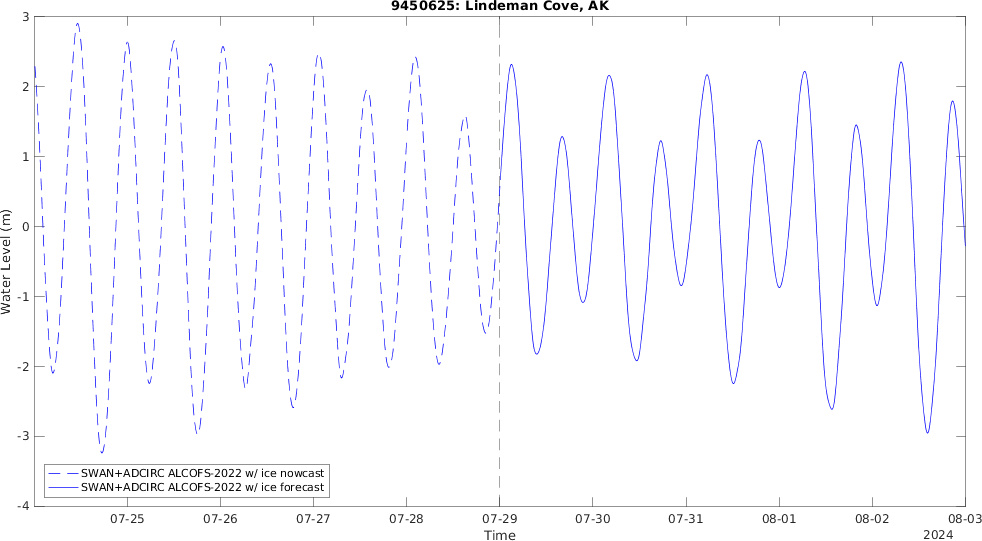 9450625: Lindeman Cove, AK
3
2
1
0
-1
-2
-3
-4
Water Level (m)
SWAN+ADCIRC ALCOFS-2022 w/ ice nowcast
SWAN+ADCIRC ALCOFS-2022 w/ ice forecast
07-25 07-26 07-27 07-28 07-29 07-30 07-31 08-01 08-02 08-03
Time
2024